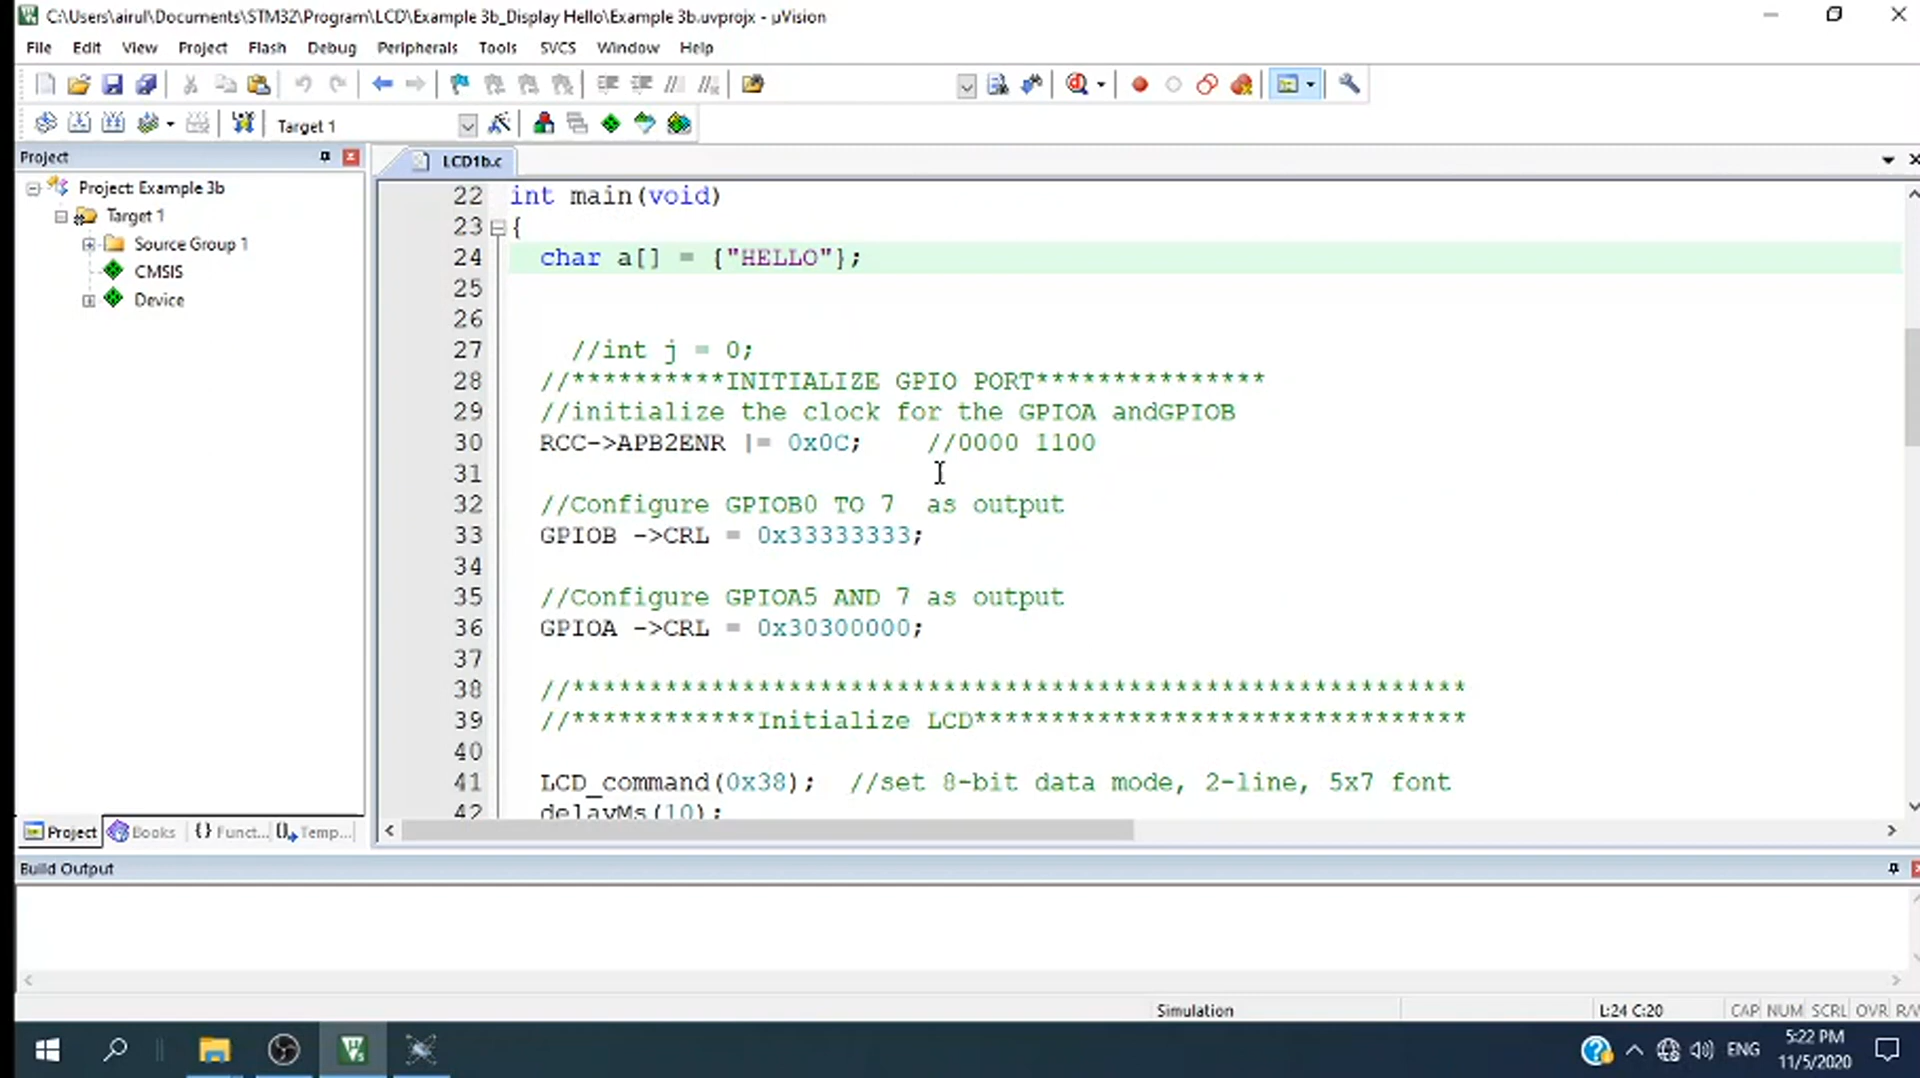 C:\Users\airul\Documents\STM32\Program\LCD\Example 3b_Display Hello\Example 3b.uvprojx - µVision
File Edit View Project Flash Debug Peripherals Tools SVCS Window Help
Target 1
Project
LCD1b.c
Project: Example 3b
Target 1
Source Group 1
CMSIS
Device
22 int main(void)
23 {
24 char a[] = {"HELLO"};
25
26
27 //int j = 0;
28 //**********INITIALIZE GPIO PORT***************
29 //initialize the clock for the GPIOA andGPIOB
30 RCC->APB2ENR |= 0x0C; //0000 1100
31
32 //Configure GPIOB0 TO 7 as output
33 GPIOB ->CRL = 0x33333333;
34
35 //Configure GPIOA5 AND 7 as output
36 GPIOA ->CRL = 0x30300000;
37
38 //**********************************************************
39 //************Initialize LCD********************************
40
41 LCD_command(0x38); //set 8-bit data mode, 2-line, 5x7 font
42 delayMs(10);
Project Books {} Funct... Temp...
Build Output
Simulation L:24 C:20 CAP NUM SCRL OVR R/W
ENG
5:22 PM
11/5/2020